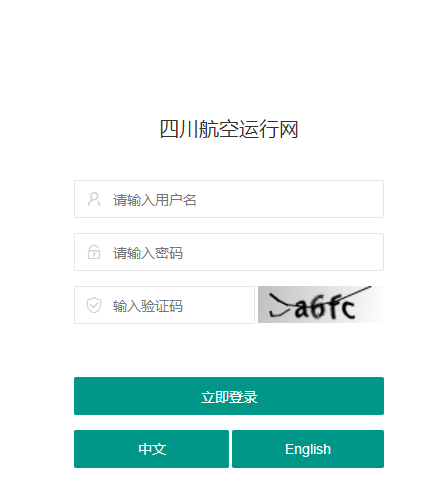 四川航空运行网
请输入用户名
请输入密码
输入验证码 a6fc
立即登录
中文 English